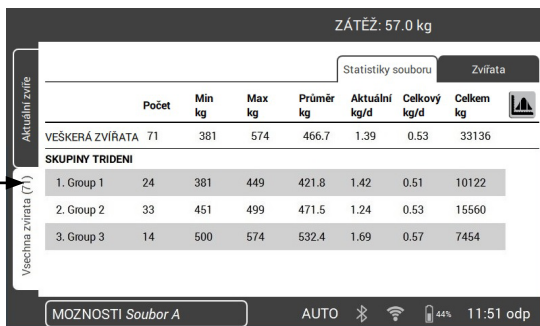 ZÁTĚŽ: 57.0 kg
Statistiky souboru Zvířata
Aktuální zvíře
Vsechna zvirata (71)
Počet Min kg Max kg Průměr kg Aktuální kg/d Celkový kg/d Celkem kg
VEŠKERÁ ZVÍŘATA 71 381 574 466.7 1.39 0.53 33136
SKUPINY TRIDENI
1. Group 1 24 381 449 421.8 1.42 0.51 10122
2. Group 2 33 451 499 471.5 1.24 0.53 15560
3. Group 3 14 500 574 532.4 1.69 0.57 7454
MOZNOSTI Soubor A AUTO 44% 11:51 odp